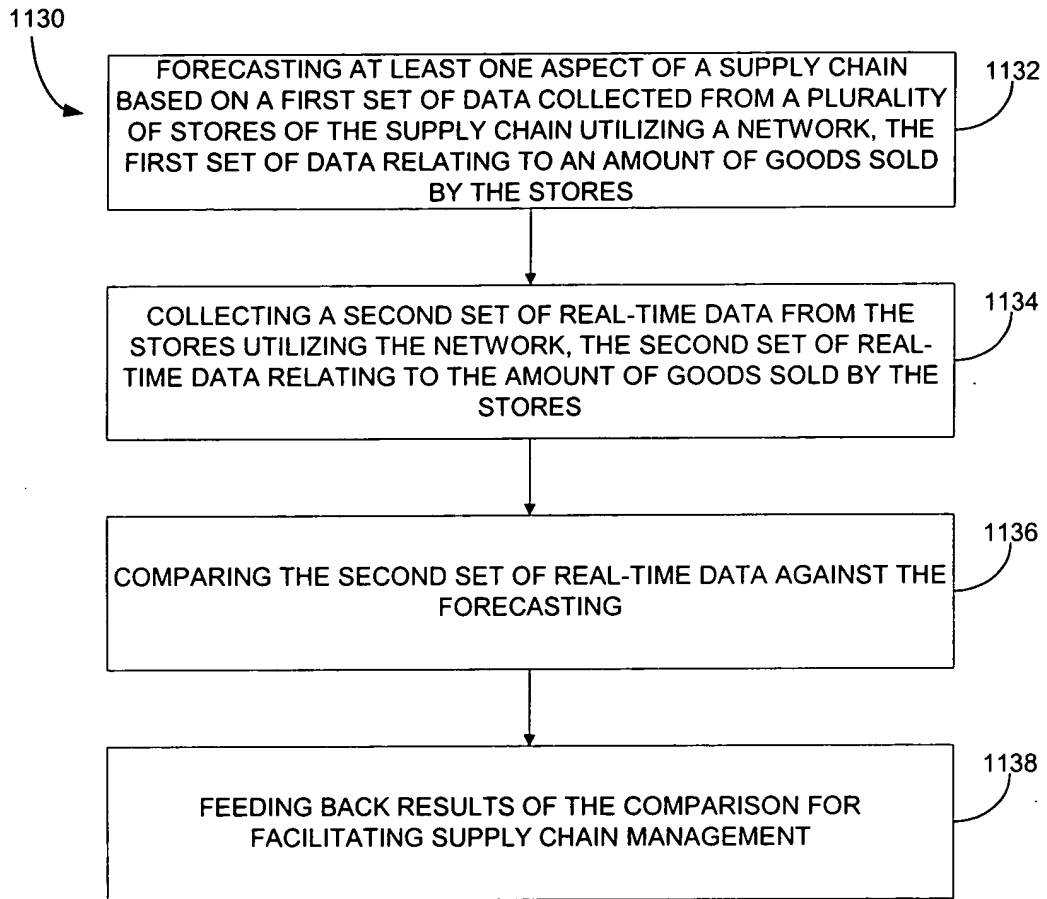 1130
FORECASTING AT LEAST ONE ASPECT OF A SUPPLY CHAIN
BASED ON A FIRST SET OF DATA COLLECTED FROM A PLURALITY
OF STORES OF THE SUPPLY CHAIN UTILIZING A NETWORK, THE
FIRST SET OF DATA RELATING TO AN AMOUNT OF GOODS SOLD
BY THE STORES
1132
COLLECTING A SECOND SET OF REAL-TIME DATA FROM THE
STORES UTILIZING THE NETWORK, THE SECOND SET OF REAL-
TIME DATA RELATING TO THE AMOUNT OF GOODS SOLD BY THE
STORES
1134
COMPARING THE SECOND SET OF REAL-TIME DATA AGAINST THE
FORECASTING
1136
FEEDING BACK RESULTS OF THE COMPARISON FOR
FACILITATING SUPPLY CHAIN MANAGEMENT
1138